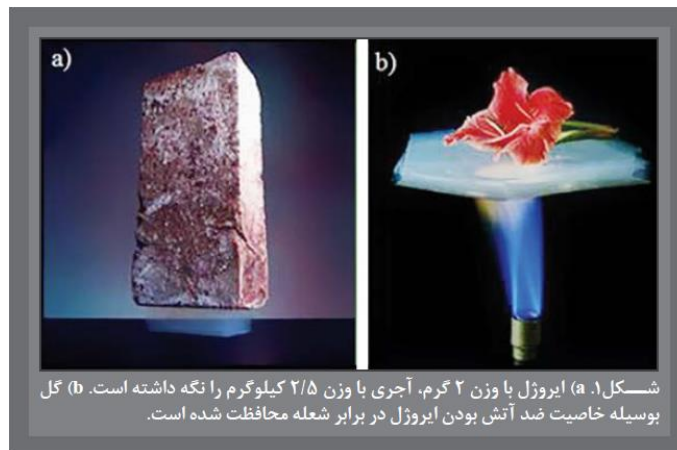 a)
b)
شـــکل۱. a) ایروژل با وزن ۲ گرم، آجری با وزن ۲/۵ کیلوگرم را نگه داشته است. b) گل
بوسیله خاصیت ضد آتش بودن ایروژل در برابر شعله محافظت شده است.